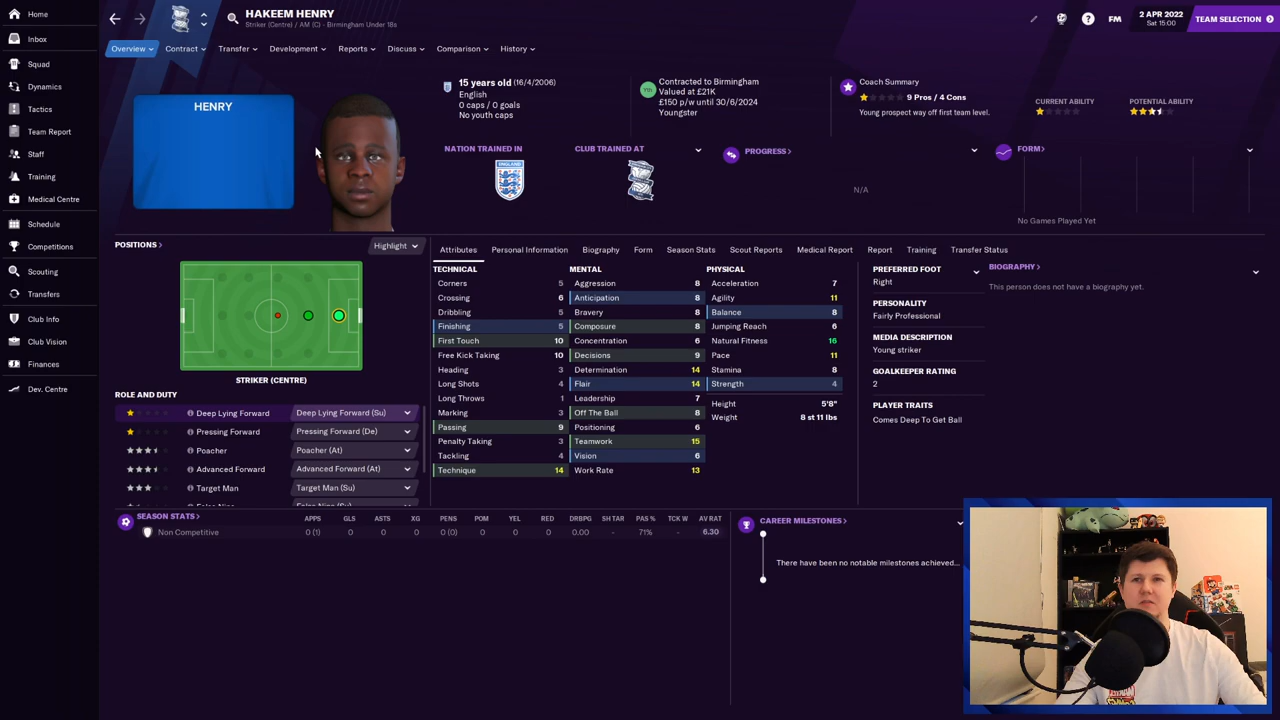 Home
Inbox
Squad
Dynamics
Tactics
Team Report
Staff
Training
Medical Centre
Schedule
Competitions
Scouting
Transfers
Club Info
Club Vision
Finances
Dev. Centre
HAKEEM HENRY
Striker (Centre) / AM (C) - Birmingham Under 18s
FM
2 APR 2022
Sat 15:00
TEAM SELECTION
Overview
Contract
Transfer
Development
Reports
Discuss
Comparison
History
HENRY
15 years old (16/4/2006)
English
0 caps / 0 goals
No youth caps
Yth
Contracted to Birmingham
Valued at £21K
£150 p/w until 30/6/2024
Youngster
Coach Summary
9 Pros / 4 Cons
Young prospect way off first team level.
CURRENT ABILITY
POTENTIAL ABILITY
NATION TRAINED IN
CLUB TRAINED AT
PROGRESS
N/A
FORM
No Games Played Yet
POSITIONS
Highlight
STRIKER (CENTRE)
ROLE AND DUTY
Deep Lying Forward Deep Lying Forward (Su)
Pressing Forward Pressing Forward (De)
Poacher Poacher (At)
Advanced Forward Advanced Forward (At)
Target Man Target Man (Su)
Attributes
Personal Information
Biography
Form
Season Stats
Scout Reports
Medical Report
Report
Training
Transfer Status
TECHNICAL
Corners 5
Crossing 6
Dribbling 5
Finishing 5
First Touch 10
Free Kick Taking 10
Heading 3
Long Shots 4
Long Throws 1
Marking 3
Passing 9
Penalty Taking 3
Tackling 4
Technique 14
MENTAL
Aggression 8
Anticipation 8
Bravery 8
Composure 8
Concentration 6
Decisions 9
Determination 14
Flair 14
Leadership 7
Off The Ball 8
Positioning 6
Teamwork 15
Vision 6
Work Rate 13
PHYSICAL
Acceleration 7
Agility 11
Balance 8
Jumping Reach 6
Natural Fitness 16
Pace 11
Stamina 8
Strength 4
Height 5'8"
Weight 8 st 11 lbs
PREFERRED FOOT
Right
PERSONALITY
Fairly Professional
MEDIA DESCRIPTION
Young striker
GOALKEEPER RATING
2
PLAYER TRAITS
Comes Deep To Get Ball
BIOGRAPHY
This person does not have a biography yet.
SEASON STATS APPS GLS ASTS XG PENS POM YEL RED DRBPG SH TAR PAS % TCK W AV RAT
Non Competitive 0 (1) 0 0 0 0 (0) 0 0 0 0.00 - 71% - 6.30
CAREER MILESTONES
There have been no notable milestones achieved...